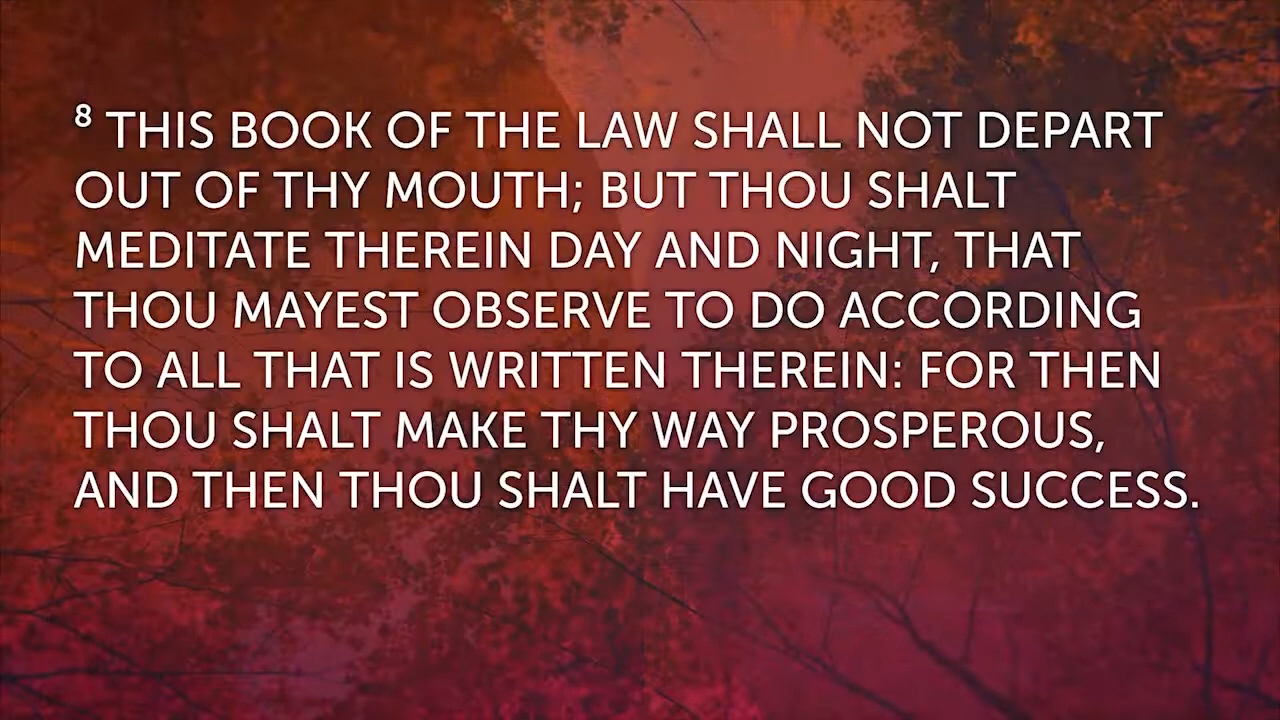 8 THIS BOOK OF THE LAW SHALL NOT DEPART
OUT OF THY MOUTH; BUT THOU SHALT
MEDITATE THEREIN DAY AND NIGHT, THAT
THOU MAYEST OBSERVE TO DO ACCORDING
TO ALL THAT IS WRITTEN THEREIN: FOR THEN
THOU SHALT MAKE THY WAY PROSPEROUS,
AND THEN THOU SHALT HAVE GOOD SUCCESS.